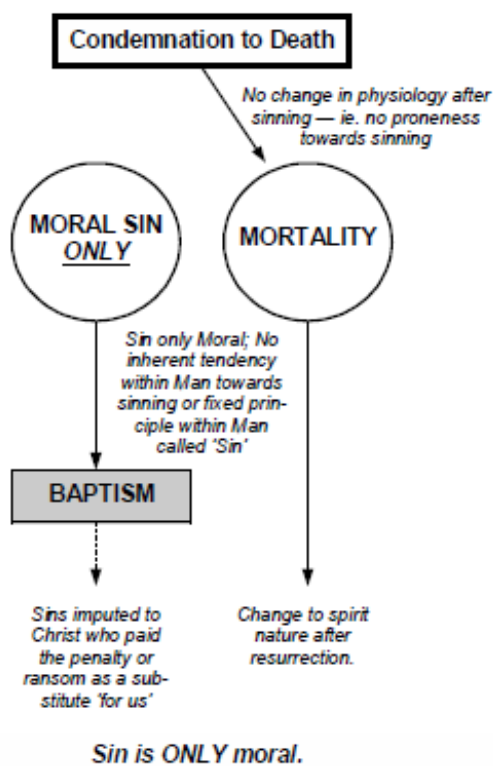 Condemnation to Death
No change in physiology after
sinning — ie. no proneness
towards sinning
MORAL SIN
ONLY
MORTALITY
Sin only Moral; No
inherent tendency
within Man towards
sinning or fixed prin-
ciple within Man
called 'Sin'
BAPTISM
Sins imputed to
Christ who paid
the penalty or
ransom as a sub-
stitute 'for us'
Change to spirit
nature after
resurrection.
Sin is ONLY moral.